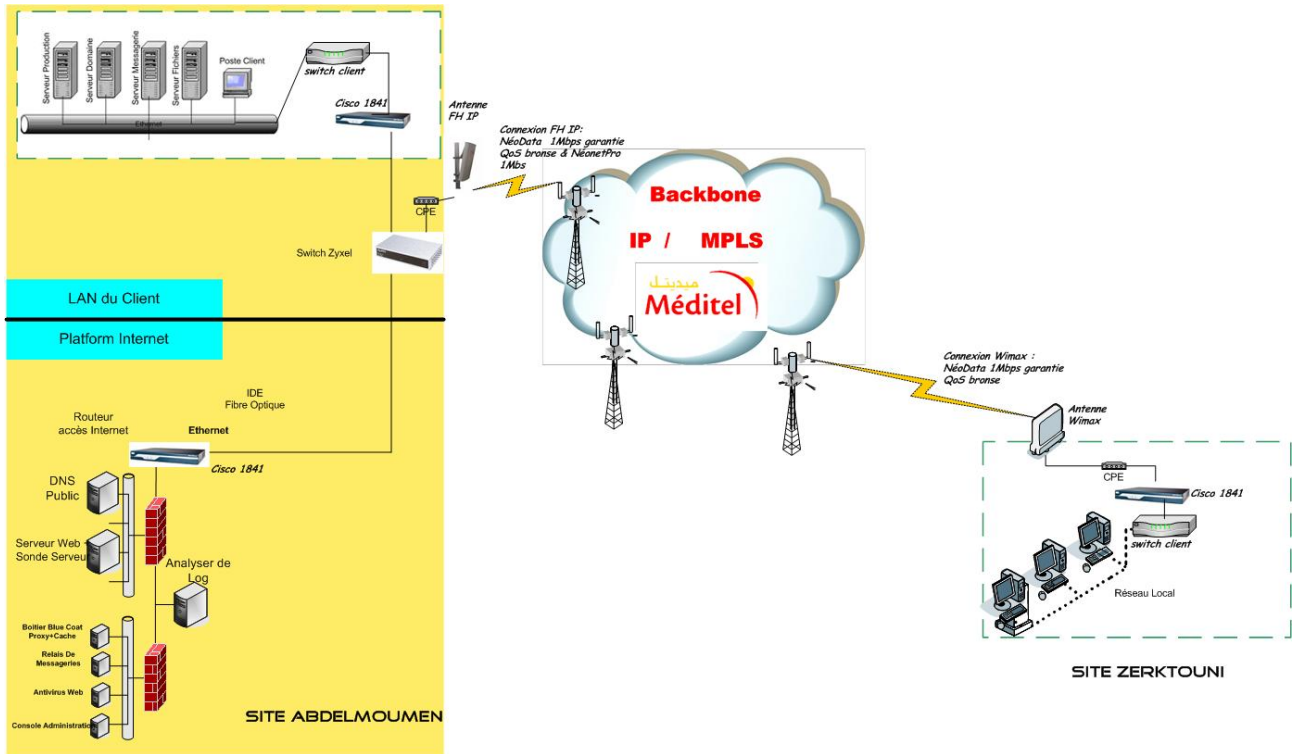 Serveur Production
Serveur Domaine
Serveur Messagerie
Serveur Fichiers
Poste Client
switch client
Ethernet
Cisco 1841
Antenne
FH IP
Connexion FH IP:
NéoData 1Mbps garantie
QoS bronse & NéonetPro
1Mbs
CPE
Switch Zyxel
Backbone
IP / MPLS
ميديتل
Méditel
LAN du Client
Platform Internet
IDE
Fibre Optique
Routeur
accès Internet
Ethernet
Cisco 1841
DNS
Public
Serveur Web +
Sonde Serveu
Analyser de
Log
Boitier Blue Coat
Proxy+Cache
Relais De
Messageries
Antivirus Web
Console Administration
SITE ABDELMOUMEN
Connexion Wimax :
NéoData 1Mbps garantie
QoS bronse
Antenne
Wimax
CPE
Cisco 1841
switch client
Réseau Local
SITE ZERKTOUNI